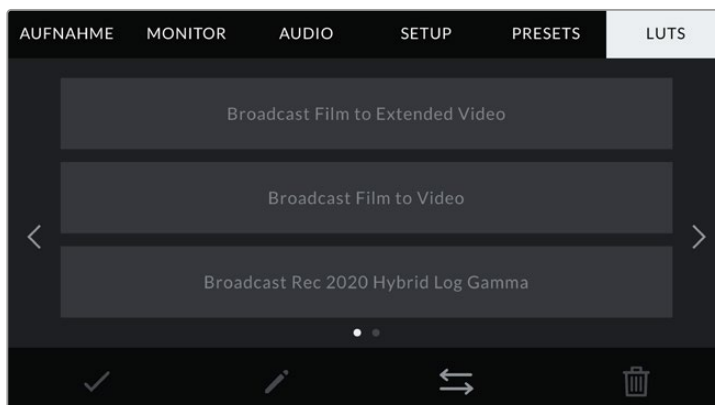 AUFNAHME MONITOR AUDIO SETUP PRESETS LUTS
Broadcast Film to Extended Video
Broadcast Film to Video
Broadcast Rec 2020 Hybrid Log Gamma